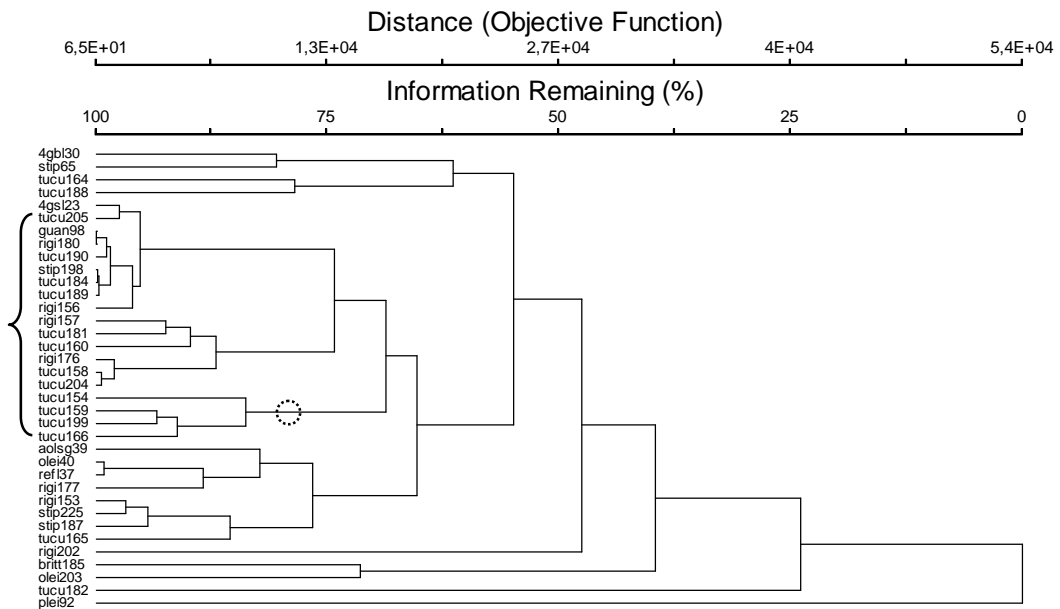 Distance (Objective Function)
6,5E+01 1,3E+04 2,7E+04 4E+04 5,4E+04
Information Remaining (%)
100 75 50 25 0
4gbl30
stip65
tucu164
tucu188
4gsl23
tucu205
guan98
rigi180
tucu190
stip198
tucu184
tucu189
rigi156
rigi157
tucu181
tucu160
rigi176
tucu158
tucu204
tucu154
tucu159
tucu199
tucu166
aolsg39
olei40
refl37
rigi177
rigi153
stip225
stip187
tucu165
rigi202
britt185
olei203
tucu182
plei92